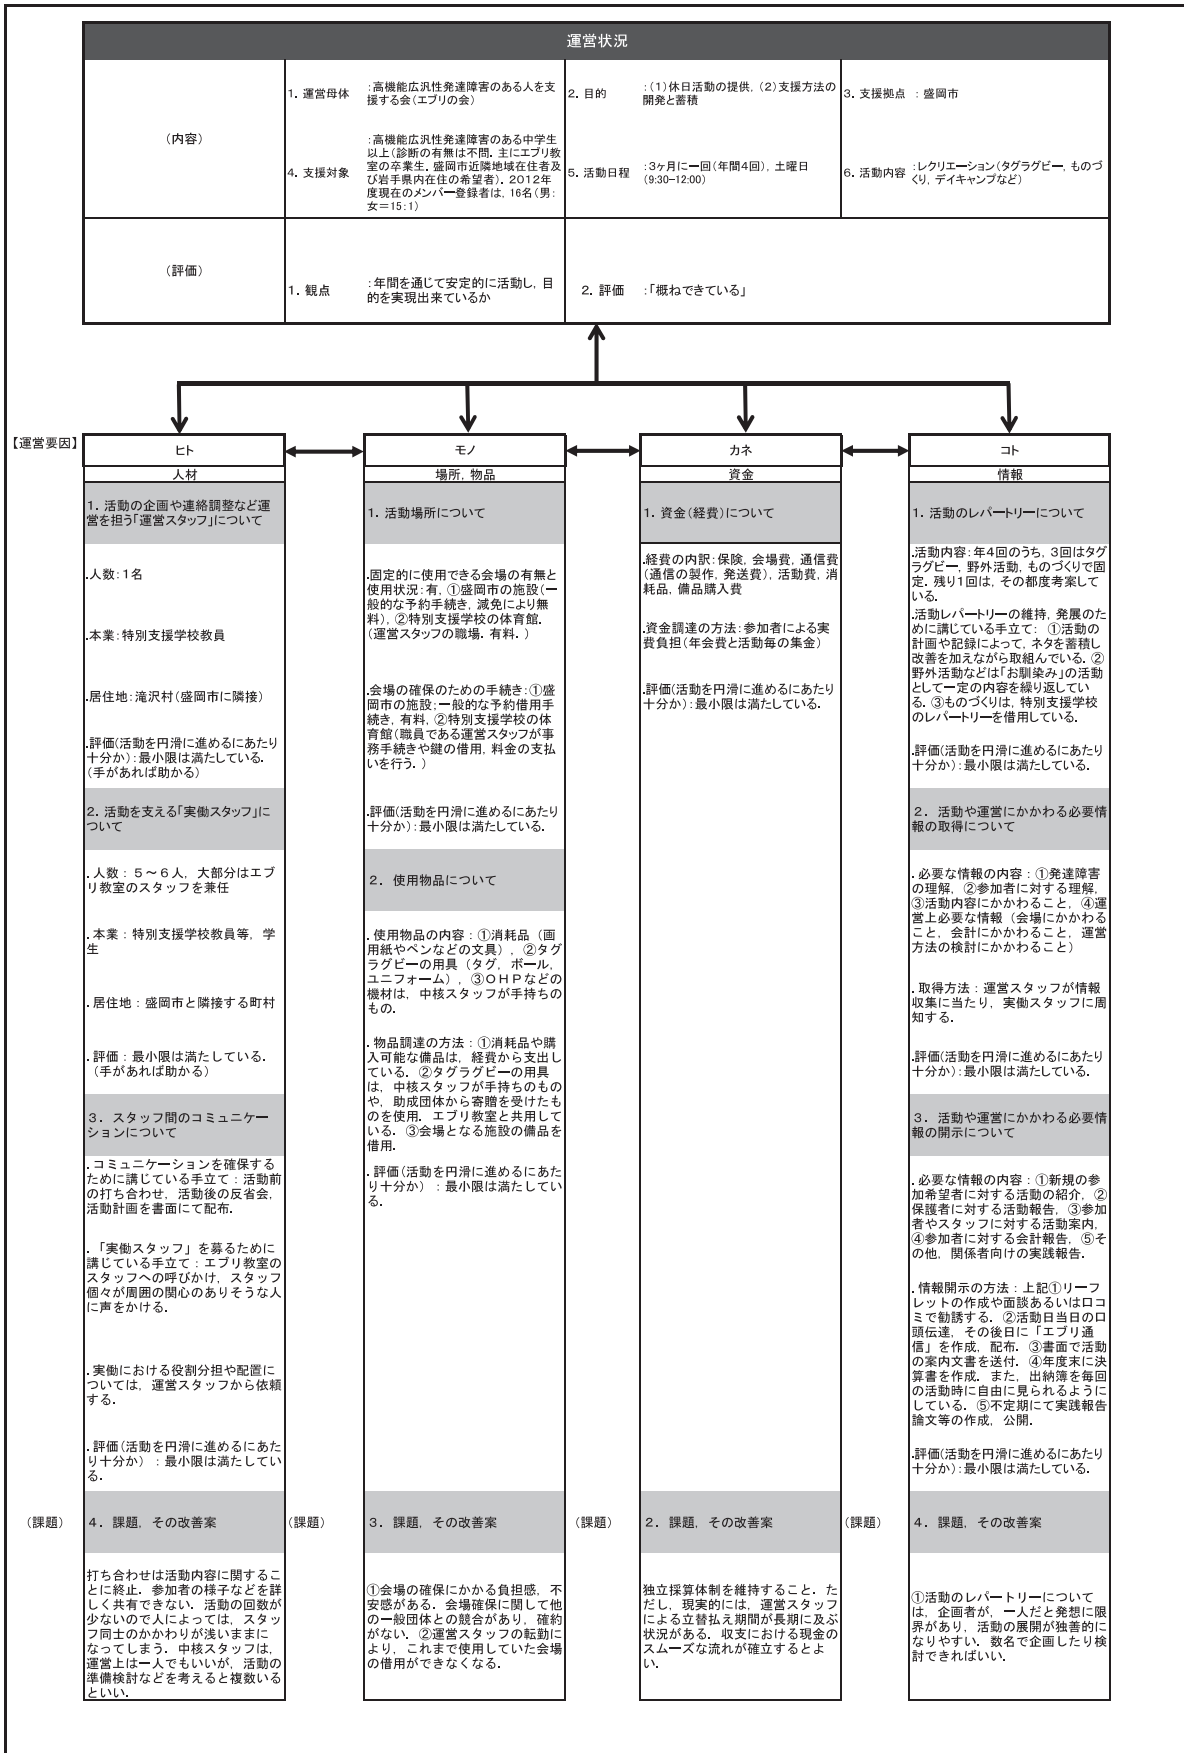 運営状況
(内容)
1. 運営母体
:高機能広汎性発達障害のある人を支
援する会(エブリの会)
2. 目的
:(1)休日活動の提供, (2)支援方法の
開発と蓄積
3. 支援拠点 : 盛岡市
4. 支援対象
:高機能広汎性発達障害のある中学生
以上(診断の有無は不問. 主にエブリ教
室の卒業生. 盛岡市近隣地域在住者及
び岩手県内在住の希望者). 2012年
度現在のメンバー登録者は, 16名(男:
女=15:1)
5. 活動日程
:3ヶ月に一回(年間4回), 土曜日
(9:30-12:00)
6. 活動内容
:レクリエーション(タグラグビー, ものづ
くり, デイキャンプなど)
(評価)
1. 観点
:年間を通じて安定的に活動し, 目
的を実現出来ているか
2. 評価 :「概ねできている」
【運営要因】
ヒト
人材
1. 活動の企画や連絡調整など運
営を担う「運営スタッフ」について
.人数:1名
.本業:特別支援学校教員
.居住地:滝沢村(盛岡市に隣接)
.評価(活動を円滑に進めるにあたり
十分か):最小限は満たしている.
(手があれば助かる)
2. 活動を支える「実働スタッフ」に
ついて
. 人数:5~6人, 大部分はエブ
リ教室のスタッフを兼任
. 本業:特別支援学校教員等, 学
生
. 居住地:盛岡市と隣接する町村
. 評価:最小限は満たしている.
(手があれば助かる)
3. スタッフ間のコミュニケー
ションについて
. コミュニケーションを確保する
ために講じている手立て:活動前
の打ち合わせ, 活動後の反省会,
活動計画を書面にて配布.
. 「実働スタッフ」を募るために
講じている手立て:エブリ教室の
スタッフへの呼びかけ, スタッフ
個々が周囲の関心のありそうな人
に声をかける.
. 実働における役割分担や配置に
ついては, 運営スタッフから依頼
する.
. 評価(活動を円滑に進めるにあた
り十分か) :最小限は満たしてい
る.
(課題)
4. 課題, その改善案
打ち合わせは活動内容に関するこ
とに終止. 参加者の様子などを詳
しく共有できない. 活動の回数が
少ないので人によっては, スタッ
フ同士のかかわりが浅いままに
なってしまう. 中核スタッフは,
運営上は一人でもいいが, 活動の
準備検討などを考えると複数いる
といい.
モノ
場所, 物品
1. 活動場所について
.固定的に使用できる会場の有無と
使用状況:有, ①盛岡市の施設(一
般的な予約手続き, 減免により無
料), ②特別支援学校の体育館.
(運営スタッフの職場. 有料. )
.会場の確保のための手続き:①盛
岡市の施設;一般的な予約借用手
続き, 有料, ②特別支援学校の体
育館(職員である運営スタッフが事
務手続きや鍵の借用, 料金の支払
いを行う. )
.評価(活動を円滑に進めるにあたり
十分か):最小限は満たしている.
2. 使用物品について
. 使用物品の内容:①消耗品(画
用紙やペンなどの文具), ②タグ
ラグビーの用具(タグ, ボール,
ユニフォーム), ③OHPなどの
機材は, 中核スタッフが手持ちの
もの.
. 物品調達の方法:①消耗品や購
入可能な備品は, 経費から支出し
ている. ②タグラグビーの用具
は, 中核スタッフが手持ちのもの
や, 助成団体から寄贈を受けたも
のを使用. エブリ教室と共用して
いる. ③会場となる施設の備品を
借用.
. 評価(活動を円滑に進めるにあた
り十分か) :最小限は満たしてい
る.
(課題)
3. 課題, その改善案
①会場の確保にかかる負担感, 不
安感がある. 会場確保に関して他
の一般団体との競合があり, 確約
がない. ②運営スタッフの転勤に
より, これまで使用していた会場
の借用ができなくなる.
カネ
資金
1. 資金(経費)について
.経費の内訳:保険, 会場費, 通信費
(通信の製作, 発送費), 活動費, 消
耗品, 備品購入費
.資金調達の方法:参加者による実
費負担(年会費と活動毎の集金)
.評価(活動を円滑に進めるにあたり
十分か):最小限は満たしている.
(課題)
2. 課題, その改善案
独立採算体制を維持すること. た
だし, 現実的には, 運営スタッフ
による立替払え期間が長期に及ぶ
状況がある. 収支における現金の
スムーズな流れが確立するとよ
い.
コト
情報
1. 活動のレパートリーについて
.活動内容:年4回のうち, 3回はタグ
ラグビー, 野外活動, ものづくりで固
定. 残り1回は, その都度考案して
いる.
.活動レパートリーの維持, 発展のた
めに講じている手立て: ①活動の
計画や記録によって, ネタを蓄積し
改善を加えながら取組んでいる. ②
野外活動などは「お馴染み」の活動
として一定の内容を繰り返してい
る. ③ものづくりは, 特別支援学校
のレパートリーを借用している.
.評価(活動を円滑に進めるにあたり
十分か):最小限は満たしている.
2. 活動や運営にかかわる必要情
報の取得について
. 必要な情報の内容:①発達障害
の理解, ②参加者に対する理解,
③活動内容にかかわること, ④運
営上必要な情報(会場にかかわる
こと, 会計にかかわること, 運営
方法の検討にかかわること)
. 取得方法:運営スタッフが情報
収集に当たり, 実働スタッフに周
知する.
.評価(活動を円滑に進めるにあたり
十分か):最小限は満たしている.
3. 活動や運営にかかわる必要情
報の開示について
. 必要な情報の内容:①新規の参
加希望者に対する活動の紹介, ②
保護者に対する活動報告, ③参加
者やスタッフに対する活動案内,
④参加者に対する会計報告, ⑤そ
の他, 関係者向けの実践報告.
. 情報開示の方法:上記①リーフ
レットの作成や面談あるいは口コ
ミで勧誘する. ②活動日当日の口
頭伝達, その後日に「エブリ通
信」を作成, 配布. ③書面で活動
の案内文書を送付. ④年度末に決
算書を作成. また, 出納簿を毎回
の活動時に自由に見られるように
している. ⑤不定期にて実践報告
論文等の作成, 公開.
.評価(活動を円滑に進めるにあたり
十分か):最小限は満たしている.
(課題)
4. 課題, その改善案
①活動のレパートリーについて
は, 企画者が, 一人だと発想に限
界があり, 活動の展開が独善的に
なりやすい. 数名で企画したり検
討できればいい.